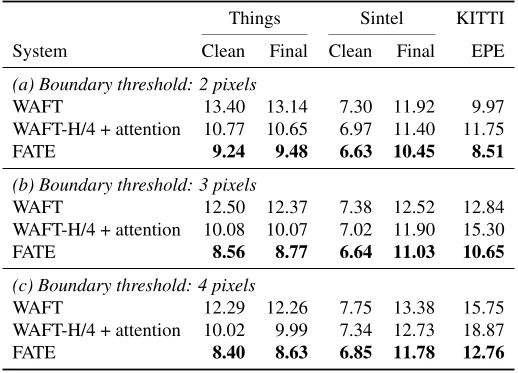 Things Sintel KITTI
System Clean Final Clean Final EPE
(a) Boundary threshold: 2 pixels
WAFT 13.40 13.14 7.30 11.92 9.97
WAFT-H/4 + attention 10.77 10.65 6.97 11.40 11.75
FATE 9.24 9.48 6.63 10.45 8.51
(b) Boundary threshold: 3 pixels
WAFT 12.50 12.37 7.38 12.52 12.84
WAFT-H/4 + attention 10.08 10.07 7.02 11.90 15.30
FATE 8.56 8.77 6.64 11.03 10.65
(c) Boundary threshold: 4 pixels
WAFT 12.29 12.26 7.75 13.38 15.75
WAFT-H/4 + attention 10.02 9.99 7.34 12.73 18.87
FATE 8.40 8.63 6.85 11.78 12.76